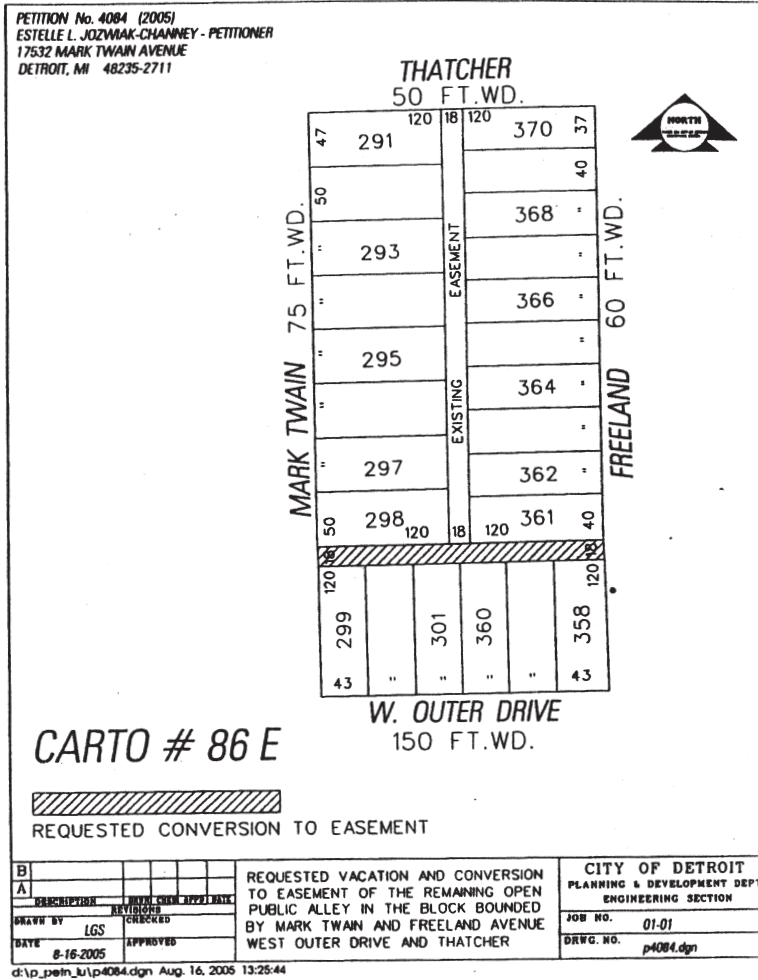 PETITION No. 4084 (2005)
ESTELLE L. JOZWIAK-CHANNEY - PETITIONER
17532 MARK TWAIN AVENUE
DETROIT, MI 48235-2711
THATCHER
50 FT.WD.
NORTH
47 291 120 18 120 370 37
50 40
" 293 368 "
"
" 366 "
" 295 "
" 364 "
"
" 297 362 "
50 298 120 18 120 361 40
EASEMENT
EXISTING
MARK TWAIN 75 FT.WD.
FREELAND 60 FT.WD.
18 18
120 120
299 301 360 358
43 " " " " 43
W. OUTER DRIVE
150 FT.WD.
CARTO # 86 E
REQUESTED CONVERSION TO EASEMENT
B
A
DESCRIPTION DRWN CHKD APPD DATE
REVISIONS
DRAWN BY LGS CHECKED
DATE 8-16-2005 APPROVED
REQUESTED VACATION AND CONVERSION
TO EASEMENT OF THE REMAINING OPEN
PUBLIC ALLEY IN THE BLOCK BOUNDED
BY MARK TWAIN AND FREELAND AVENUE
WEST OUTER DRIVE AND THATCHER
CITY OF DETROIT
PLANNING & DEVELOPMENT DEPT
ENGINEERING SECTION
JOB NO. 01-01
DRWG. NO. p4084.dgn
d:\p_petn_lu\p4084.dgn Aug. 16, 2005 13:25:44